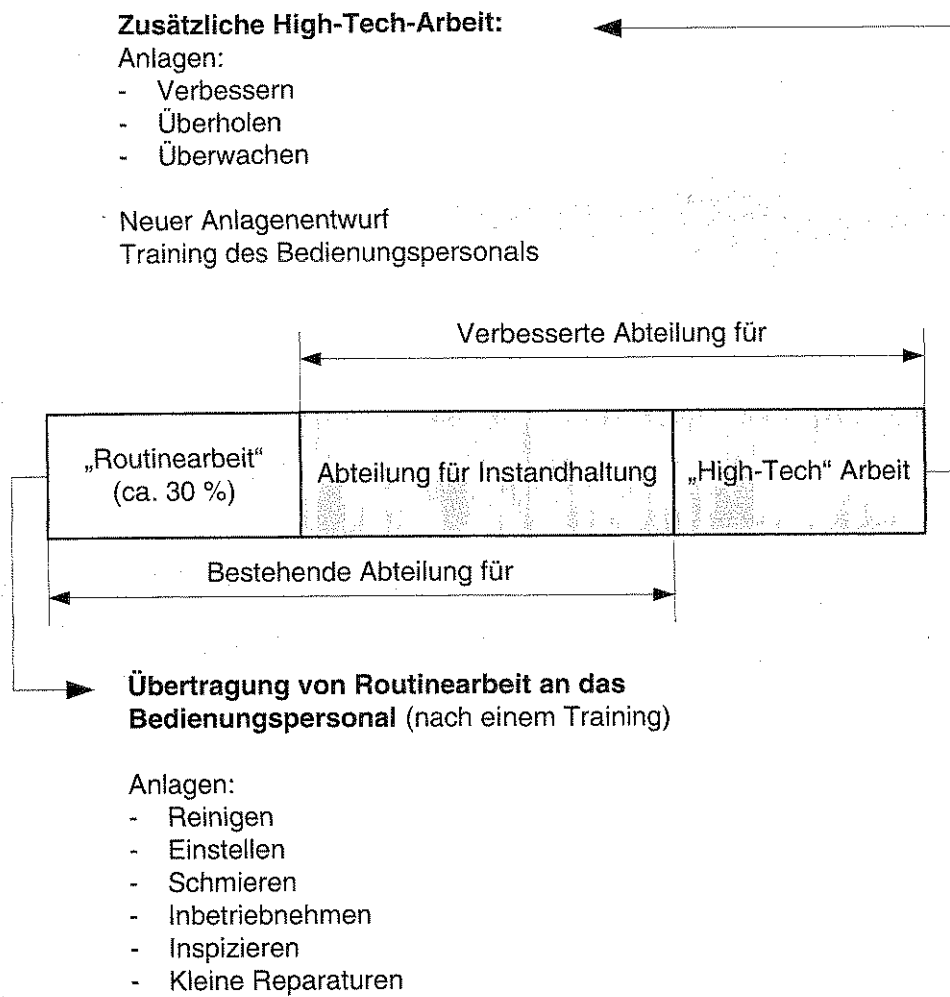 Zusätzliche High-Tech-Arbeit:
Anlagen:
- Verbessern
- Überholen
- Überwachen
Neuer Anlagenentwurf
Training des Bedienungspersonals
Verbesserte Abteilung für
„Routinearbeit“
(ca. 30 %)
Abteilung für Instandhaltung
„High-Tech“ Arbeit
Bestehende Abteilung für
Übertragung von Routinearbeit an das
Bedienungspersonal (nach einem Training)
Anlagen:
- Reinigen
- Einstellen
- Schmieren
- Inbetriebnehmen
- Inspizieren
- Kleine Reparaturen